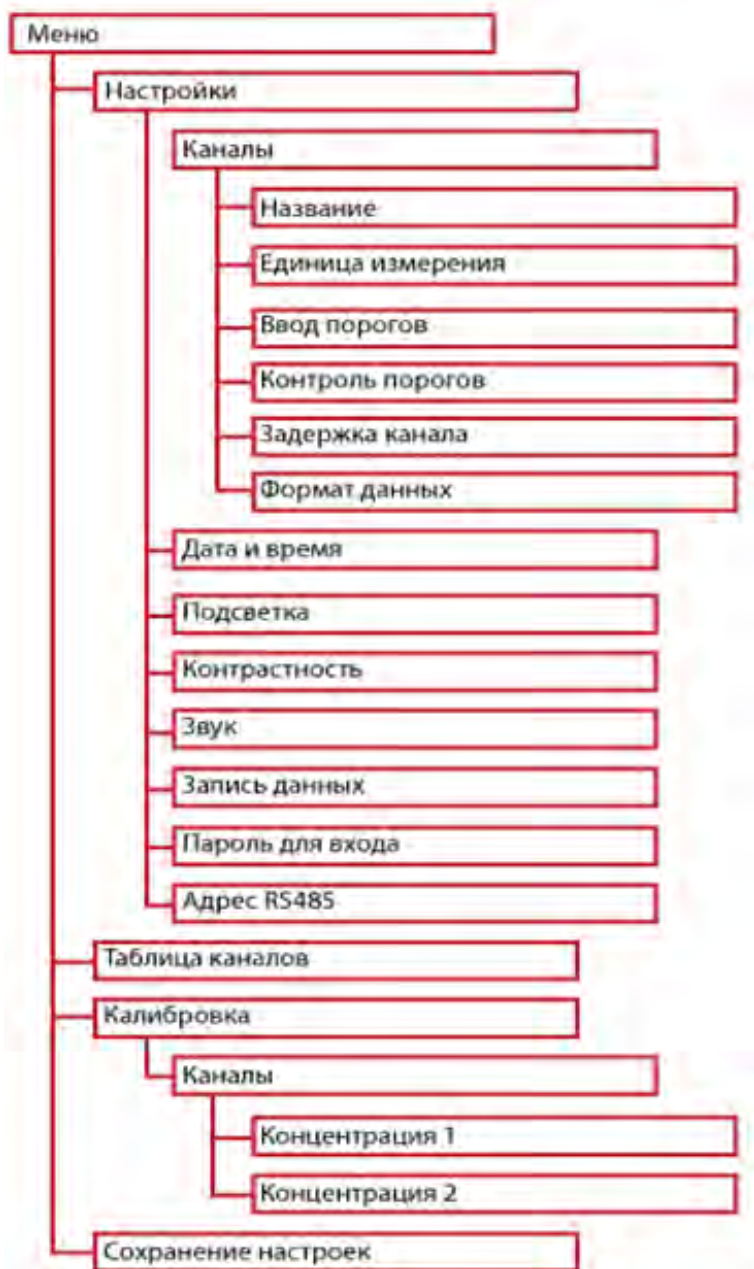 Меню
Настройки
Каналы
Название
Единица измерения
Ввод порогов
Контроль порогов
Задержка канала
Формат данных
Дата и время
Подсветка
Контрастность
Звук
Запись данных
Пароль для входа
Адрес RS485
Таблица каналов
Калибровка
Каналы
Концентрация 1
Концентрация 2
Сохранение настроек